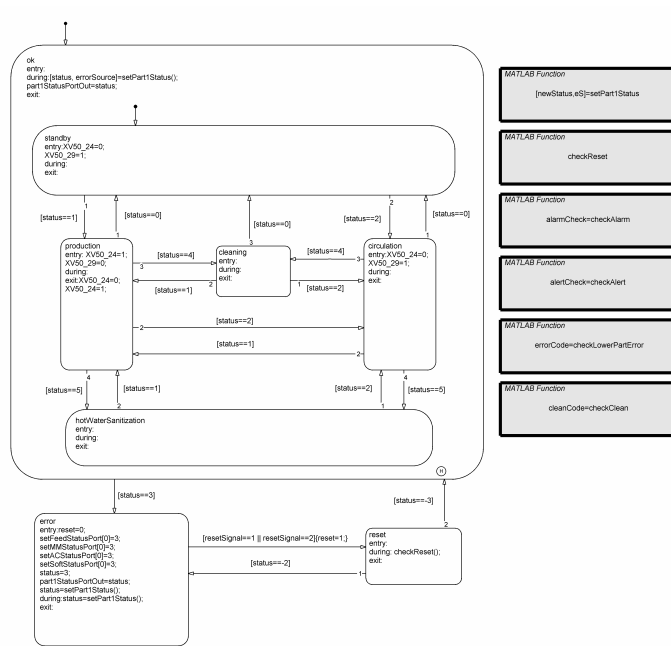 ok
entry:
during:[status, errorSource]=setPart1Status();
part1StatusPortOut=status;
exit:
standby
entry:XV50_24=0;
XV50_29=1;
during:
exit:
1
[status==1]
[status==0]
1
[status==0]
3
2
[status==2]
[status==0]
1
production
entry: XV50_24=1;
XV50_29=0;
during:
exit:XV50_24=0;
XV50_24=1;
[status==4]
3
cleaning
entry:
during:
exit:
2
[status==1]
[status==4]
3
1
[status==2]
circulation
entry:XV50_24=0;
XV50_29=1;
during:
exit:
[status==2]
2
[status==1]
2
4
[status==5]
[status==1]
2
[status==2]
1
4
[status==5]
hotWaterSanitization
entry:
during:
exit:
H
[status==3]
[status==-3]
2
error
entry:reset=0;
setFeedStatusPort[0]=3;
setMMStatusPort[0]=3;
setACStatusPort[0]=3;
setSoftStatusPort[0]=3;
status=3;
part1StatusPortOut=status;
status=setPart1Status();
during:status=setPart1Status();
exit:
[resetSignal==1 || resetSignal==2]{reset=1;}
[status==-2]
1
reset
entry:
during: checkReset();
exit:
MATLAB Function
[newStatus,eS]=setPart1Status
MATLAB Function
checkReset
MATLAB Function
alarmCheck=checkAlarm
MATLAB Function
alertCheck=checkAlert
MATLAB Function
errorCode=checkLowerPartError
MATLAB Function
cleanCode=checkClean